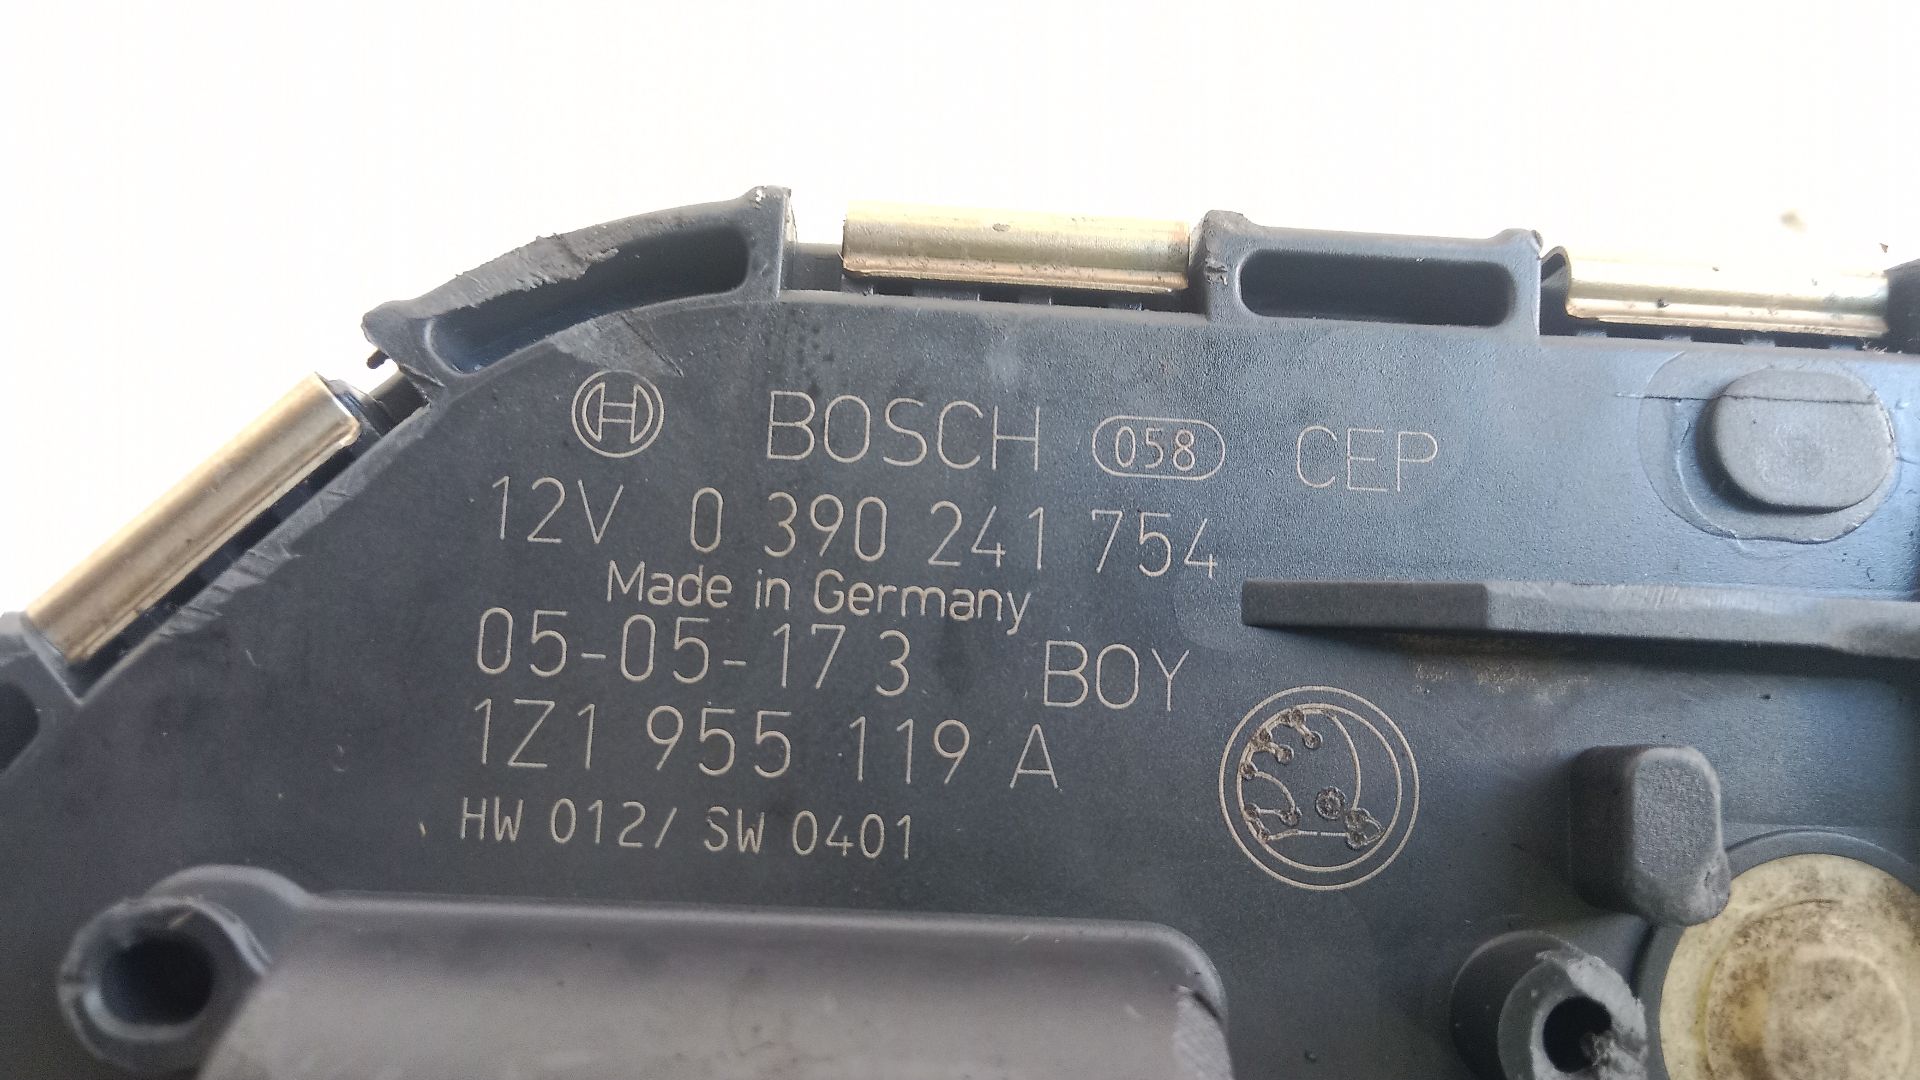 BOSCH 058 CEP
12V 0 390 241 754
Made in Germany
05-05-17 3 BOY
1Z1 955 119 A
HW 012/ SW 0401